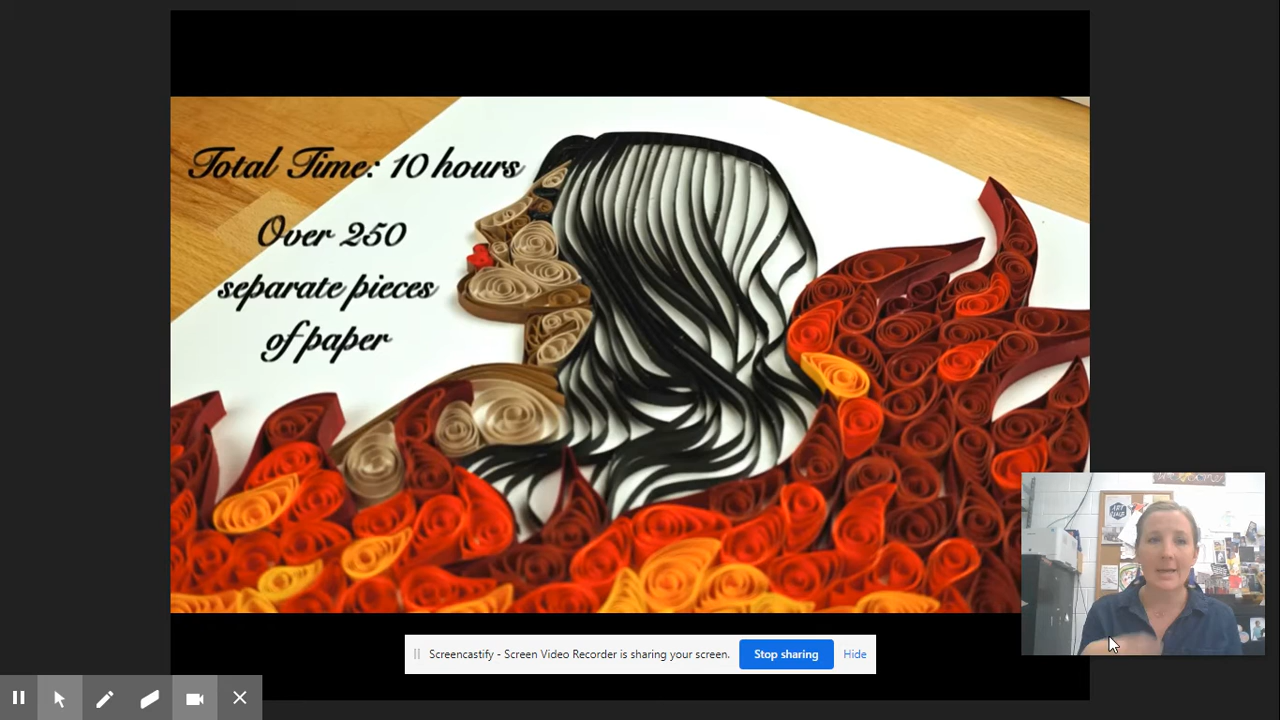 Total Time: 10 hours
Over 250
separate pieces
of paper
Screencastify - Screen Video Recorder is sharing your screen.
Stop sharing
Hide